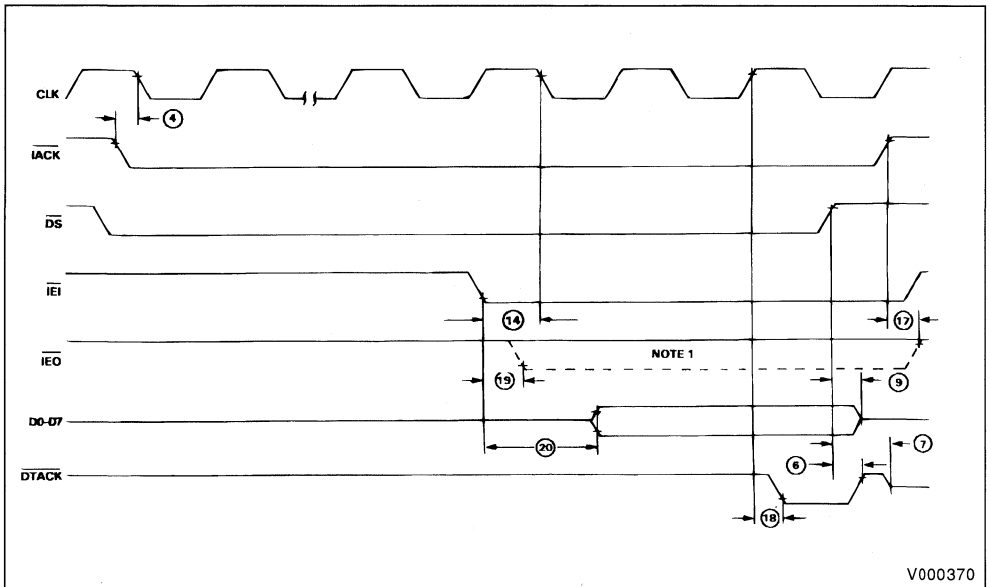 CLK
④
IACK
DS
IEI
⑭
⑰
IEO
NOTE 1
⑲
⑨
D0-D7
⑳
⑦
⑥
DTACK
⑱
V000370